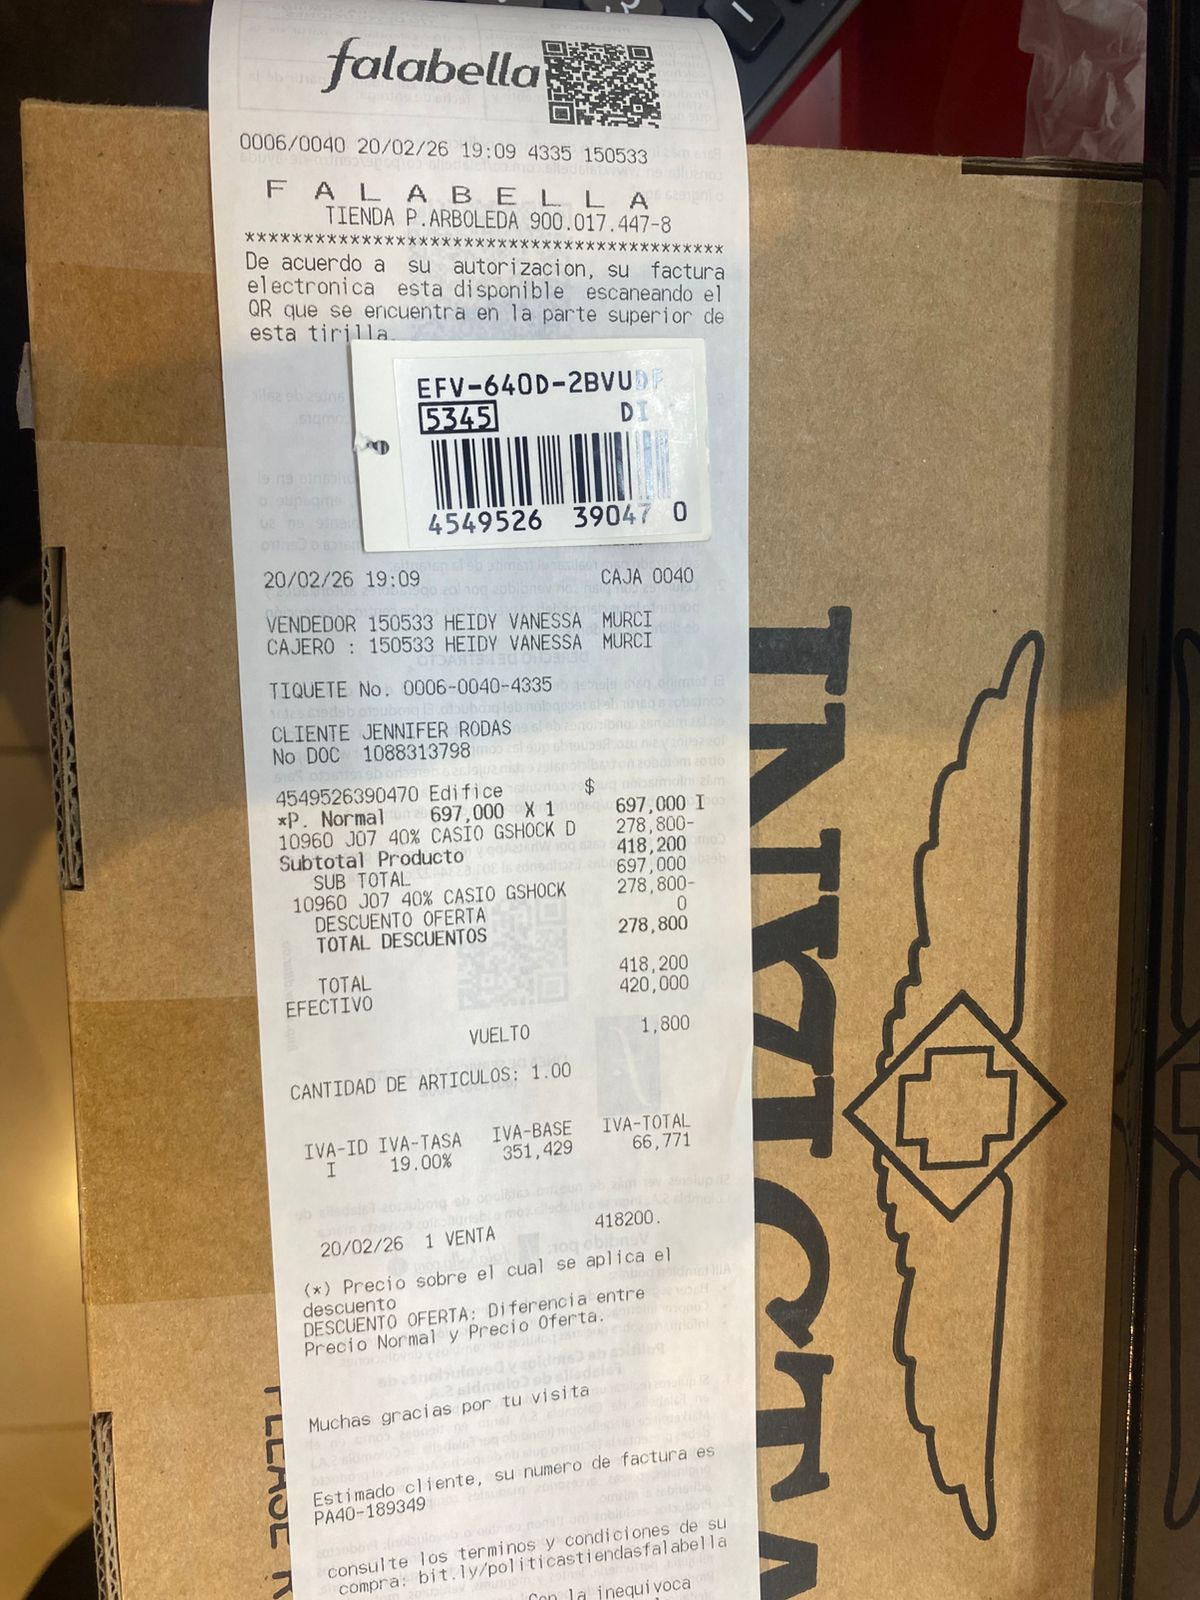 falabella
0006/0040 20/02/26 19:09 4335 150533
F A L A B E L L A
TIENDA P.ARBOLEDA 900.017.447-8
*****************************************
De acuerdo a su autorizacion, su factura
electronica esta disponible escaneando el
QR que se encuentra en la parte superior de
esta tirilla.
EFV-640D-2BVUDF
5345 DI
4549526 39047 0
20/02/26 19:09 CAJA 0040
VENDEDOR 150533 HEIDY VANESSA MURCI
CAJERO : 150533 HEIDY VANESSA MURCI
TIQUETE No. 0006-0040-4335
CLIENTE JENNIFER RODAS
No DOC 1088313798
4549526390470 Edifice $
*P. Normal 697,000 X 1 697,000 I
10960 J07 40% CASIO GSHOCK D 278,800-
Subtotal Producto 418,200
SUB TOTAL 697,000
10960 J07 40% CASIO GSHOCK 278,800-
DESCUENTO OFERTA 0
TOTAL DESCUENTOS 278,800
TOTAL 418,200
EFECTIVO 420,000
VUELTO 1,800
CANTIDAD DE ARTICULOS: 1.00
IVA-ID IVA-TASA IVA-BASE IVA-TOTAL
I 19.00% 351,429 66,771
20/02/26 1 VENTA 418200.
(*) Precio sobre el cual se aplica el
descuento
DESCUENTO OFERTA: Diferencia entre
Precio Normal y Precio Oferta.
Muchas gracias por tu visita
Estimado cliente, su numero de factura es
PA40-189349
consulte los terminos y condiciones de su
compra: bit.ly/politicastiendasfalabella
Con la inequivoca
INVICTA
PLEASE R